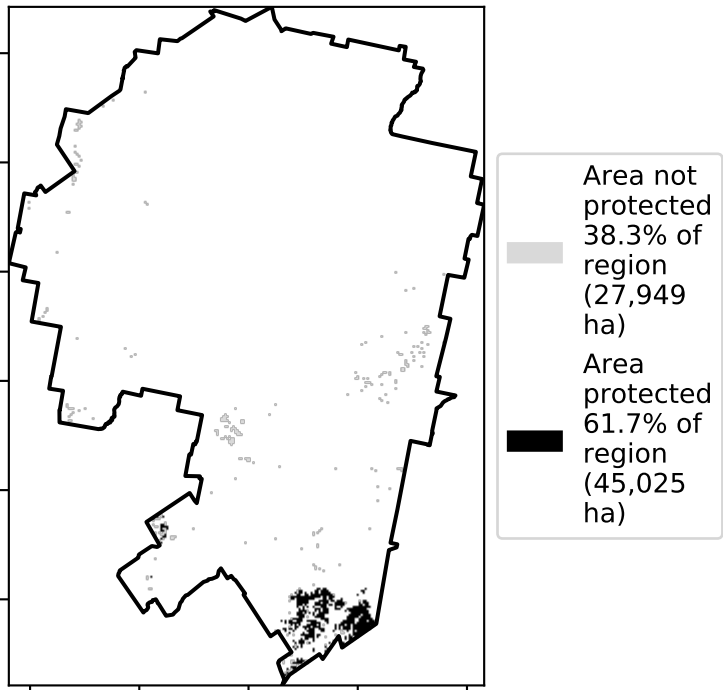 Area not
protected
38.3% of
region
(27,949
ha)
Area
protected
61.7% of
region
(45,025
ha)